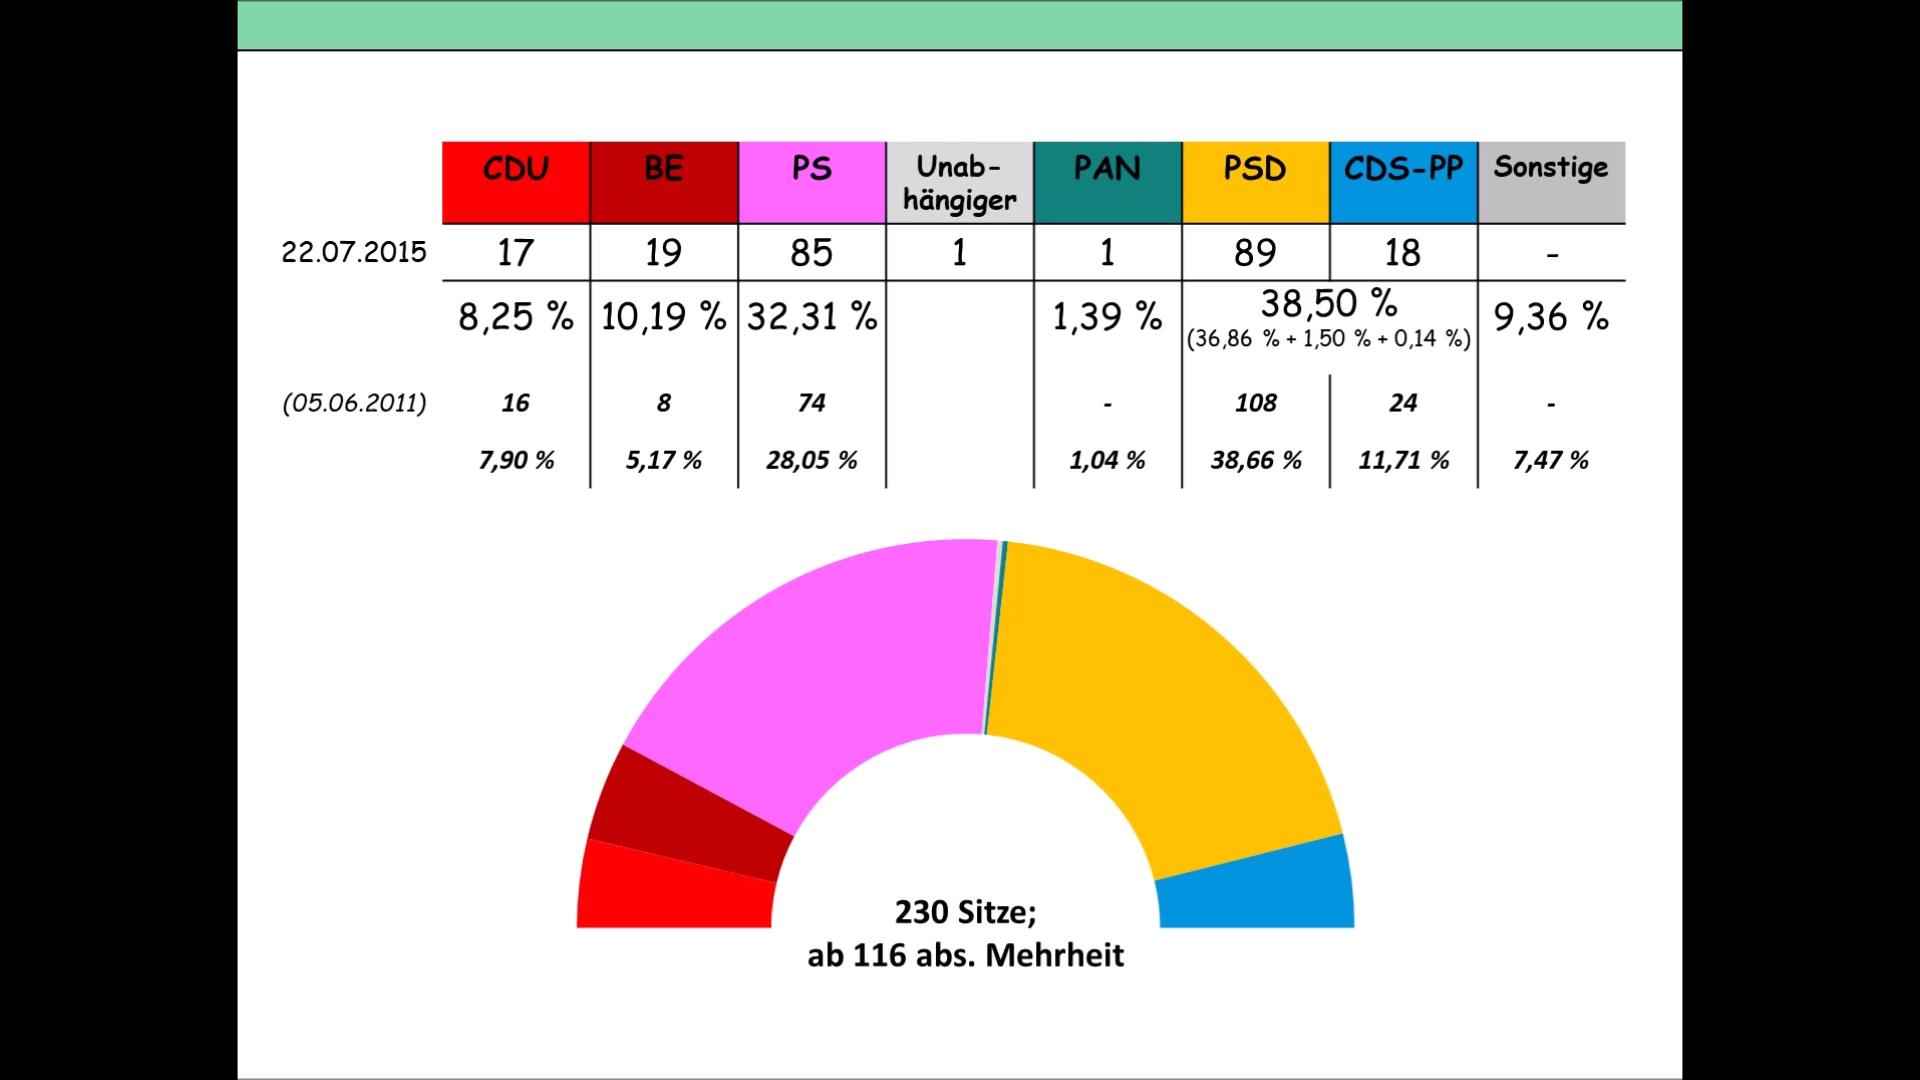 CDU BE PS Unab- PAN PSD CDS-PP Sonstige
hängiger
22.07.2015 17 19 85 1 1 89 18 -
8,25 % 10,19 % 32,31 % 1,39 % 38,50 % 9,36 %
(36,86 % + 1,50 % + 0,14 %)
(05.06.2011) 16 8 74 - 108 24 -
7,90 % 5,17 % 28,05 % 1,04 % 38,66 % 11,71 % 7,47 %
230 Sitze;
ab 116 abs. Mehrheit